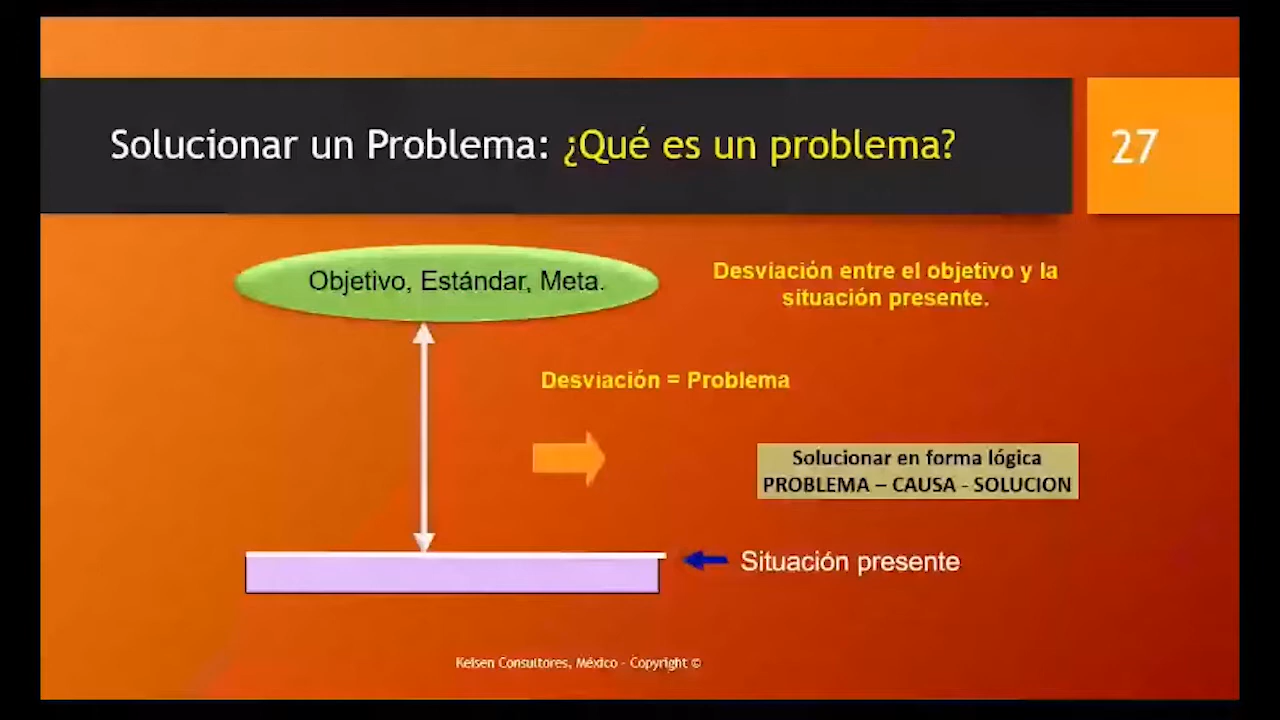 Solucionar un Problema: ¿Qué es un problema?
27
Objetivo, Estándar, Meta.
Desviación entre el objetivo y la
situación presente.
Desviación = Problema
Solucionar en forma lógica
PROBLEMA – CAUSA - SOLUCION
Situación presente
Kelsen Consultores, México - Copyright ©